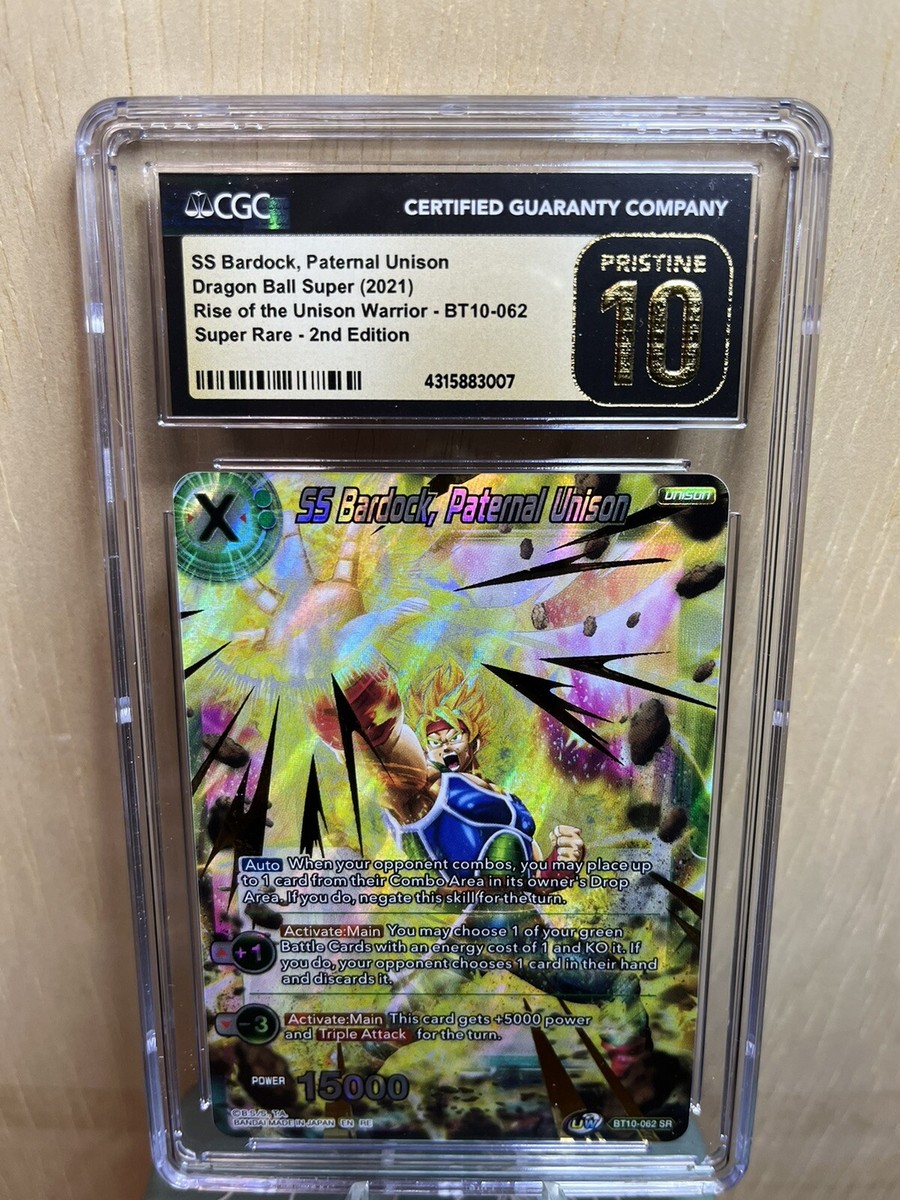 CGC
CERTIFIED GUARANTY COMPANY
SS Bardock, Paternal Unison
Dragon Ball Super (2021)
Rise of the Unison Warrior - BT10-062
Super Rare - 2nd Edition
4315883007
PRISTINE
10
X
SS Bardock, Paternal Unison
UNISON
Auto When your opponent combos, you may place up
to 1 card from their Combo Area in its owner's Drop
Area. If you do, negate this skill for the turn.
+1
Activate:Main You may choose 1 of your green
Battle Cards with an energy cost of 1 and KO it. If
you do, your opponent chooses 1 card in their hand
and discards it.
-3
Activate:Main This card gets +5000 power
and Triple Attack for the turn.
POWER 15000
©B.S./S., T.A.
BANDAI MADE IN JAPAN EN RE
UW
BT10-062 SR